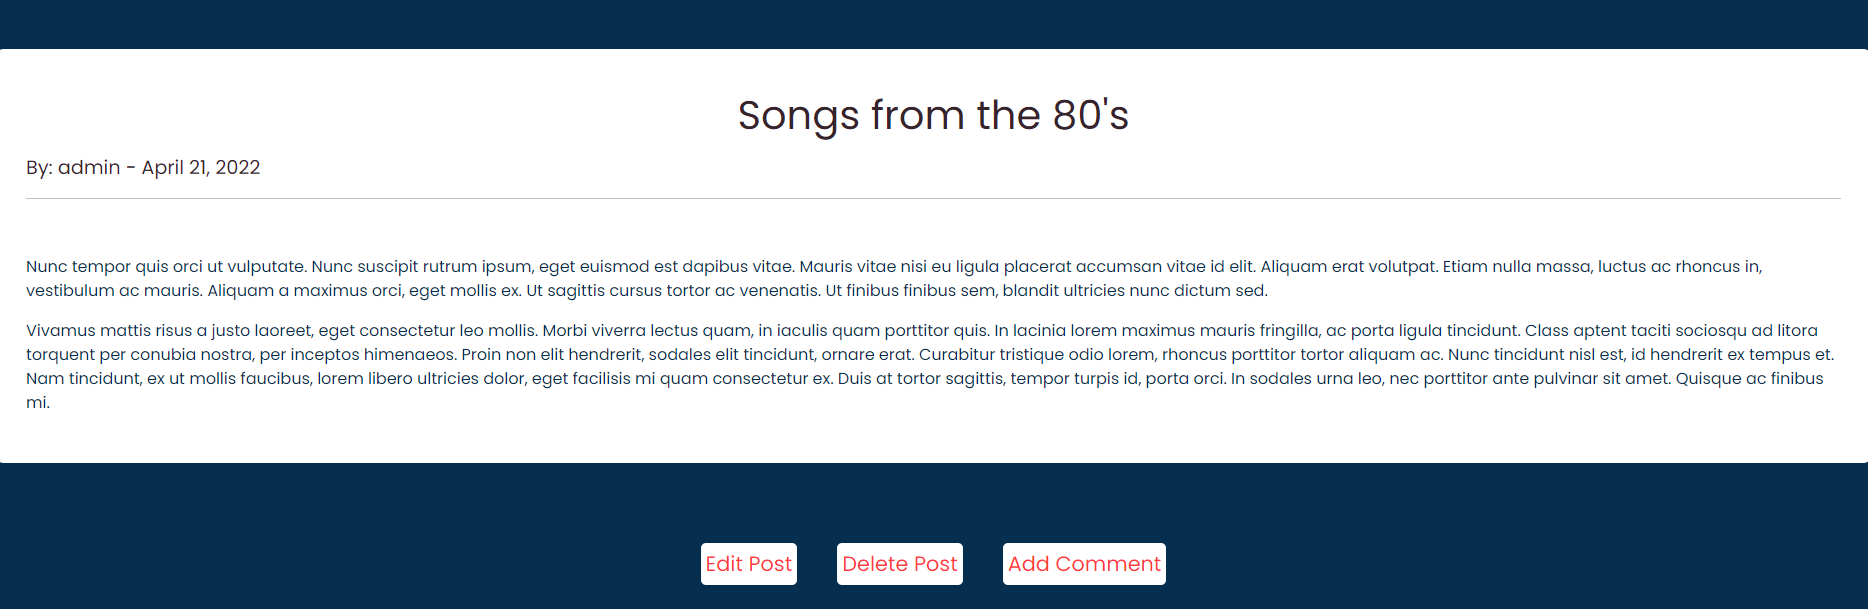 Songs from the 80's
By: admin - April 21, 2022
Nunc tempor quis orci ut vulputate. Nunc suscipit rutrum ipsum, eget euismod est dapibus vitae. Mauris vitae nisi eu ligula placerat accumsan vitae id elit. Aliquam erat volutpat. Etiam nulla massa, luctus ac rhoncus in,
vestibulum ac mauris. Aliquam a maximus orci, eget mollis ex. Ut sagittis cursus tortor ac venenatis. Ut finibus finibus sem, blandit ultricies nunc dictum sed.
Vivamus mattis risus a justo laoreet, eget consectetur leo mollis. Morbi viverra lectus quam, in iaculis quam porttitor quis. In lacinia lorem maximus mauris fringilla, ac porta ligula tincidunt. Class aptent taciti sociosqu ad litora
torquent per conubia nostra, per inceptos himenaeos. Proin non elit hendrerit, sodales elit tincidunt, ornare erat. Curabitur tristique odio lorem, rhoncus porttitor tortor aliquam ac. Nunc tincidunt nisl est, id hendrerit ex tempus et.
Nam tincidunt, ex ut mollis faucibus, lorem libero ultricies dolor, eget facilisis mi quam consectetur ex. Duis at tortor sagittis, tempor turpis id, porta orci. In sodales urna leo, nec porttitor ante pulvinar sit amet. Quisque ac finibus
mi.
Edit Post Delete Post Add Comment